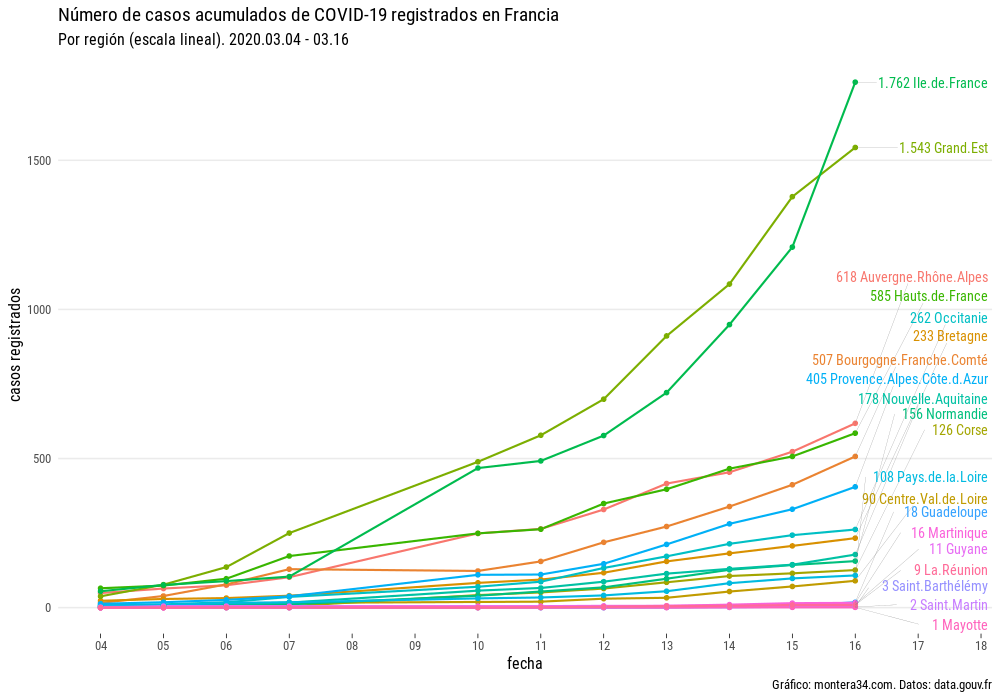 Número de casos acumulados de COVID-19 registrados en Francia
Por región (escala lineal). 2020.03.04 - 03.16
1.762 Ile.de.France
1.543 Grand.Est
1500
618 Auvergne.Rhône.Alpes
585 Hauts.de.France
1000
262 Occitanie
233 Bretagne
casos registrados
507 Bourgogne.Franche.Comté
405 Provence.Alpes.Côte.d.Azur
178 Nouvelle.Aquitaine
156 Normandie
126 Corse
500
108 Pays.de.la.Loire
90 Centre.Val.de.Loire
18 Guadeloupe
16 Martinique
11 Guyane
9 La.Réunion
3 Saint.Barthélémy
2 Saint.Martin
0
1 Mayotte
04 05 06 07 08 09 10 11 12 13 14 15 16 17 18
fecha
Gráfico: montera34.com. Datos: data.gouv.fr